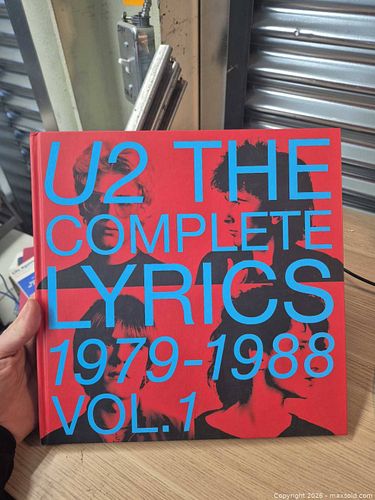 U2 THE
COMPLETE
LYRICS
1979-1988
VOL.1
Copyright 2026 - maxsold.com